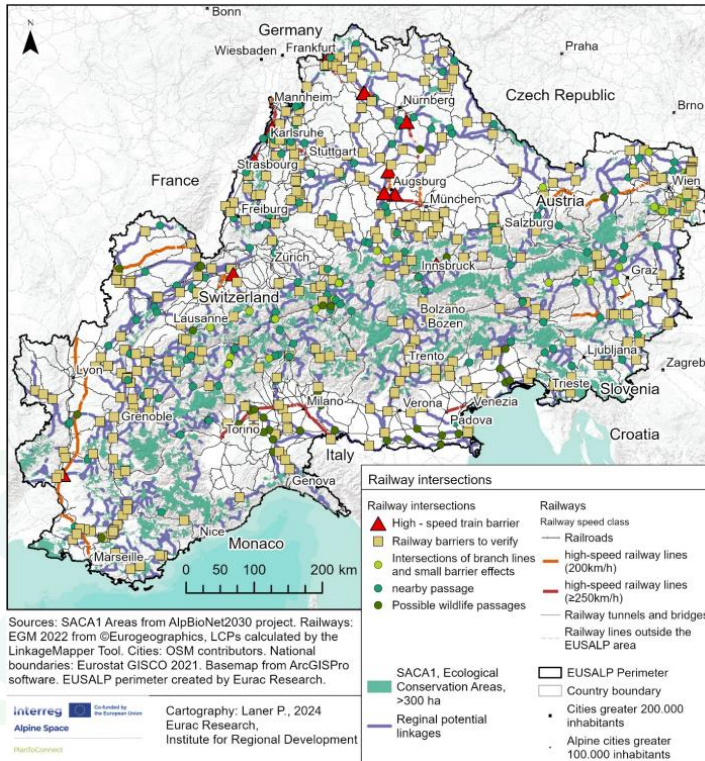 Bonn
Germany
Wiesbaden
Frankfurt
Praha
Mannheim
Nürnberg
Czech Republic
Brno
Karlsruhe
Strasbourg
Stuttgart
France
Augsburg
Wien
Freiburg
München
Austria
Salzburg
Zürich
Innsbruck
Graz
Switzerland
Lausanne
Bolzano
Bozen
Trento
Ljubljana
Zagreb
Lyon
Trieste
Slovenia
Grenoble
Milano
Verona
Venezia
Padova
Torino
Croatia
Italy
Genova
Nice
Monaco
Marseille
0 50 100 200 km
Railway intersections
Railway intersections
High - speed train barrier
Railway barriers to verify
Intersections of branch lines
and small barrier effects
nearby passage
Possible wildlife passages
Railways
Railway speed class
Railroads
high-speed railway lines
(200km/h)
high-speed railway lines
(≥250km/h)
Railway tunnels and bridges
Railway lines outside the
EUSALP area
SACA1, Ecological
Conservation Areas,
>300 ha
Reginal potential
linkages
EUSALP Perimeter
Country boundary
Cities greater 200.000
inhabitants
Alpine cities greater
100.000 inhabitants
Sources: SACA1 Areas from AlpBioNet2030 project. Railways:
EGM 2022 from ©Eurogeographics, LCPs calculated by the
LinkageMapper Tool. Cities: OSM contributors. National
boundaries: Eurostat GISCO 2021. Basemap from ArcGISPro
software. EUSALP perimeter created by Eurac Research.
Interreg
Co-funded by
the European Union
Alpine Space
PlanToConnect
Cartography: Laner P., 2024
Eurac Research,
Institute for Regional Development